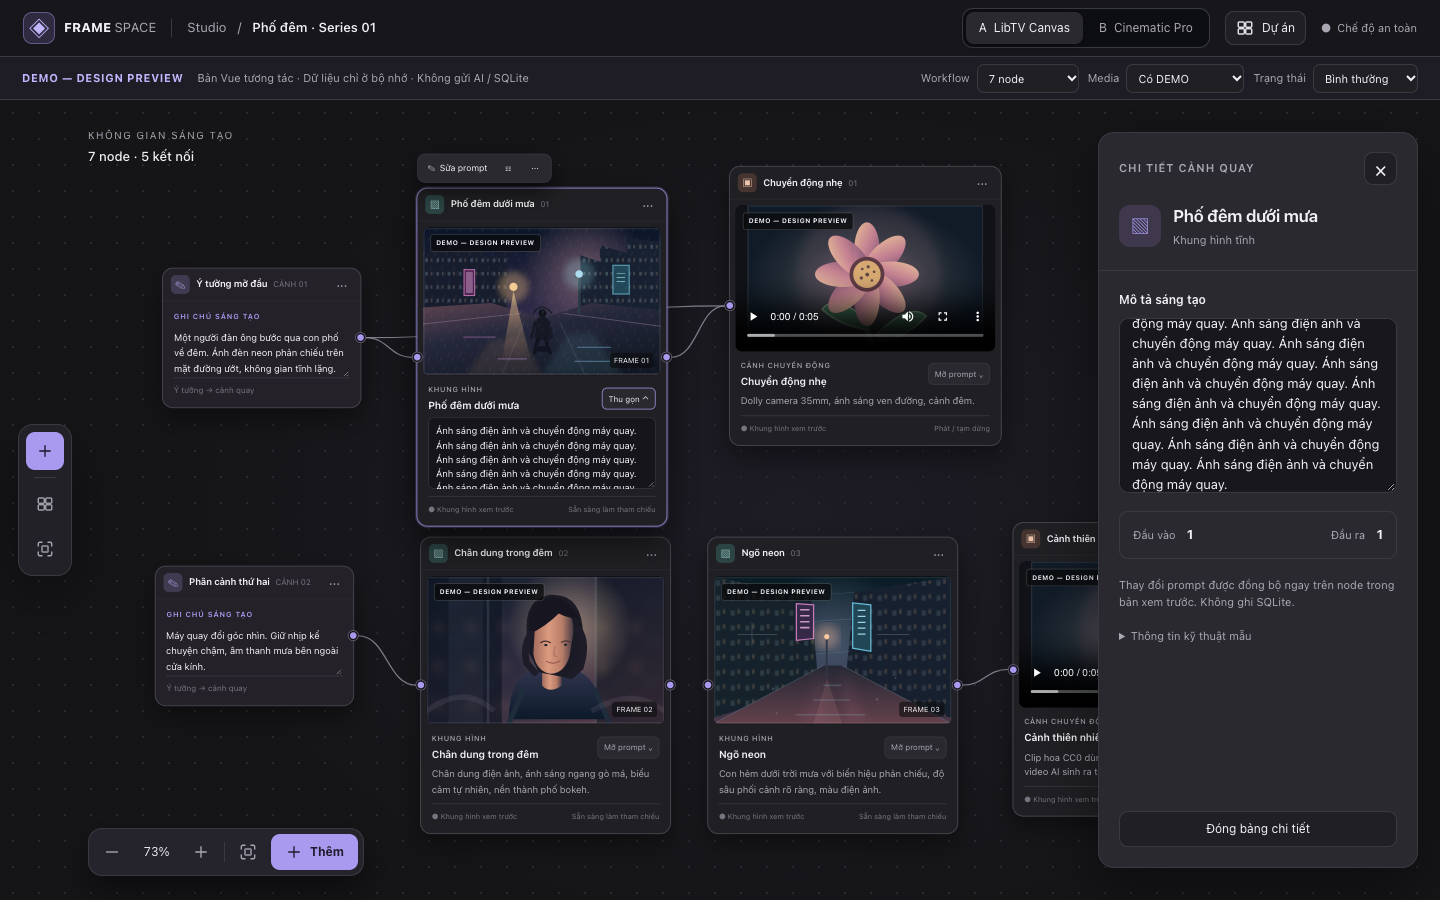 FRAME SPACE
Studio / Phố đêm · Series 01
A LibTV Canvas
B Cinematic Pro
Dự án
Chế độ an toàn
DEMO — DESIGN PREVIEW
Bản Vue tương tác · Dữ liệu chỉ ở bộ nhớ · Không gửi AI / SQLite
Workflow
7 node
Media
Có DEMO
Trạng thái
Bình thường
KHÔNG GIAN SÁNG TẠO
7 node · 5 kết nối
Sửa prompt
Phố đêm dưới mưa 01
DEMO — DESIGN PREVIEW
FRAME 01
KHUNG HÌNH
Phố đêm dưới mưa
Thu gọn
Ánh sáng điện ảnh và chuyển động máy quay.
Ánh sáng điện ảnh và chuyển động máy quay.
Ánh sáng điện ảnh và chuyển động máy quay.
Ánh sáng điện ảnh và chuyển động máy quay.
Ánh sáng điện ảnh và chuyển động máy quay.
Khung hình xem trước
Sẵn sàng làm tham chiếu
Chuyển động nhẹ 01
DEMO — DESIGN PREVIEW
0:00 / 0:05
CẢNH CHUYỂN ĐỘNG
Chuyển động nhẹ
Mở prompt
Dolly camera 35mm, ánh sáng ven đường, cảnh đêm.
Khung hình xem trước
Phát / tạm dừng
Ý tưởng mở đầu CẢNH 01
GHI CHÚ SÁNG TẠO
Một người đàn ông bước qua con phố
về đêm. Ánh đèn neon phản chiếu trên
mặt đường ướt, không gian tĩnh lặng.
Ý tưởng → cảnh quay
Phân cảnh thứ hai CẢNH 02
GHI CHÚ SÁNG TẠO
Máy quay đổi góc nhìn. Giữ nhịp kể
chuyện chậm, âm thanh mưa bên ngoài
cửa kính.
Ý tưởng → cảnh quay
Chân dung trong đêm 02
DEMO — DESIGN PREVIEW
FRAME 02
KHUNG HÌNH
Chân dung trong đêm
Mở prompt
Chân dung điện ảnh, ánh sáng ngang gò má, biểu
cảm tự nhiên, nền thành phố bokeh.
Khung hình xem trước
Sẵn sàng làm tham chiếu
Ngõ neon 03
DEMO — DESIGN PREVIEW
FRAME 03
KHUNG HÌNH
Ngõ neon
Mở prompt
Con hẻm dưới trời mưa với biển hiệu phản chiếu, độ
sâu phối cảnh rõ ràng, màu điện ảnh.
Khung hình xem trước
Sẵn sàng làm tham chiếu
Cảnh thiên
DEMO — DESIGN
0:00 / 0:0
CẢNH CHUYỂN
Cảnh thiên nhiê
Clip hoa CC0
video AI sinh ra
Khung hình xem
CHI TIẾT CẢNH QUAY
Phố đêm dưới mưa
Khung hình tĩnh
Mô tả sáng tạo
động máy quay. Ánh sáng điện ảnh và
chuyển động máy quay. Ánh sáng điện
ảnh và chuyển động máy quay. Ánh sáng
điện ảnh và chuyển động máy quay. Ánh
sáng điện ảnh và chuyển động máy quay.
Ánh sáng điện ảnh và chuyển động máy
quay. Ánh sáng điện ảnh và chuyển động
máy quay. Ánh sáng điện ảnh và chuyển
động máy quay.
Đầu vào 1
Đầu ra 1
Thay đổi prompt được đồng bộ ngay trên node trong
bản xem trước. Không ghi SQLite.
Thông tin kỹ thuật mẫu
Đóng bảng chi tiết
73%
Thêm